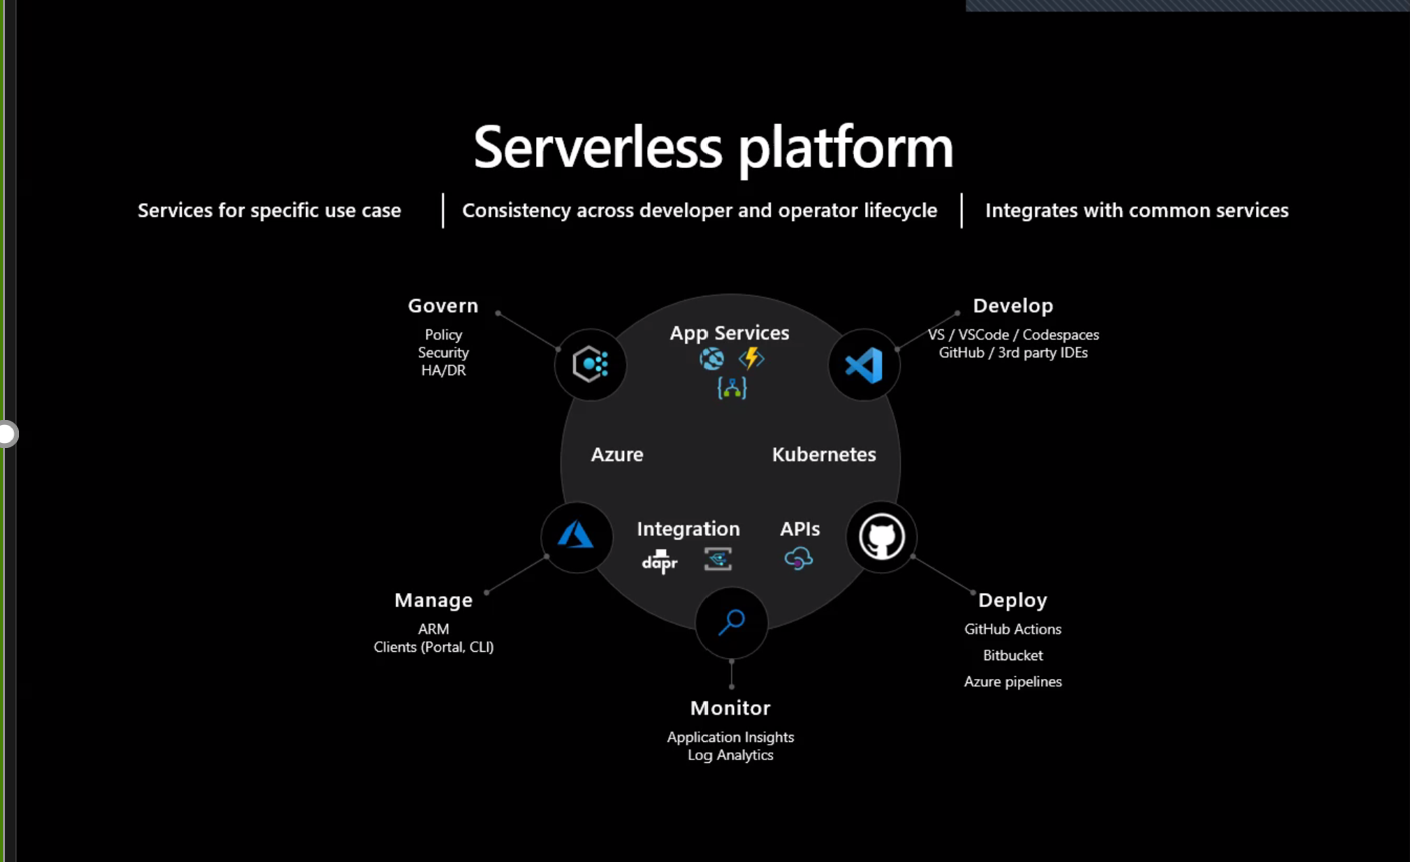 Serverless platform
Services for specific use case
Consistency across developer and operator lifecycle
Integrates with common services
Govern
Policy
Security
HA/DR
Develop
VS / VSCode / Codespaces
GitHub / 3rd party IDEs
App Services
Azure
Kubernetes
Integration
dapr
APIs
Manage
ARM
Clients (Portal, CLI)
Deploy
GitHub Actions
Bitbucket
Azure pipelines
Monitor
Application Insights
Log Analytics